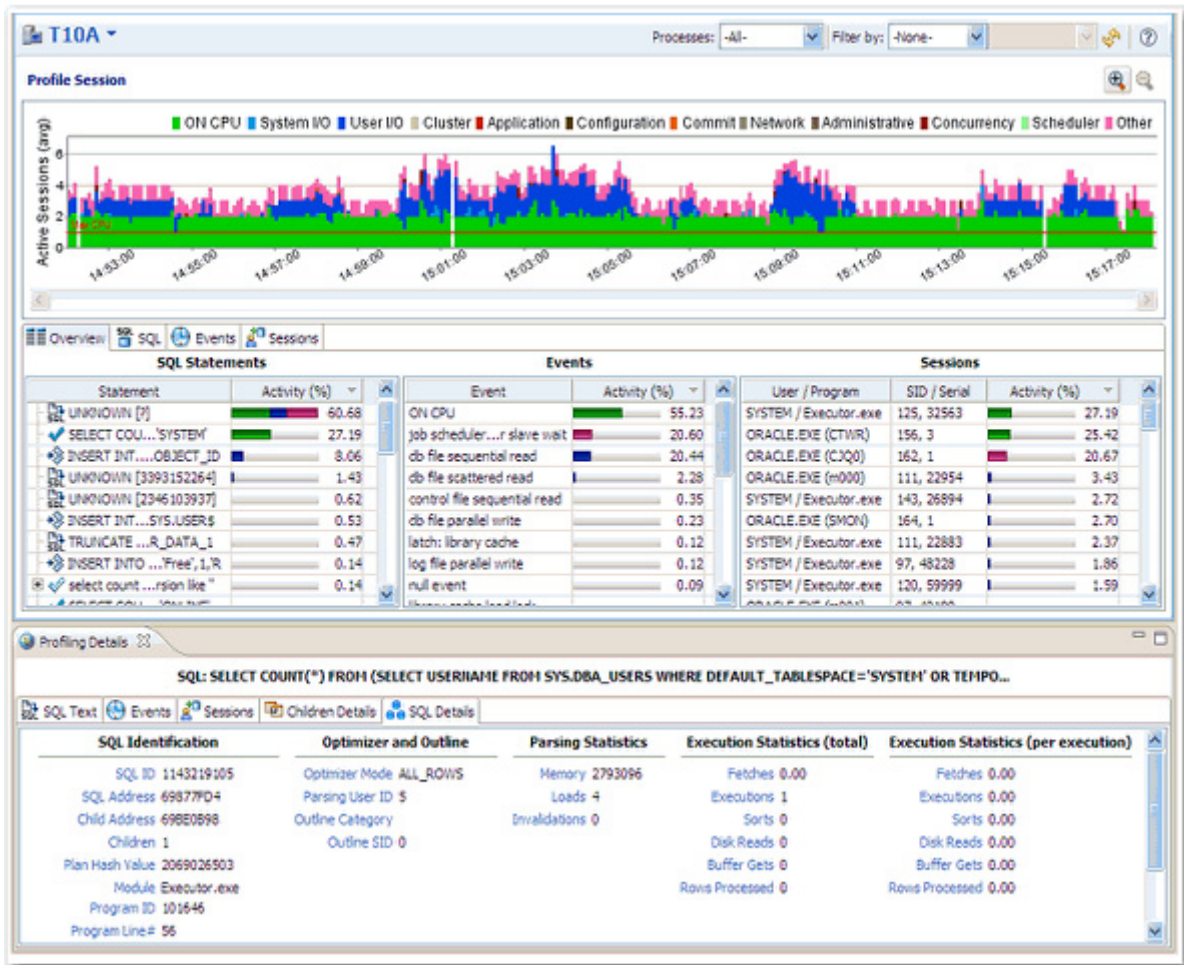 T10A
Processes: -All- Filter by: -None-
Profile Session
ON CPU System I/O User I/O Cluster Application Configuration Commit Network Administrative Concurrency Scheduler Other
Active Sessions (avg)
6
4
2
0
Max CPU
14:53:00 14:55:00 14:57:00 14:59:00 15:01:00 15:03:00 15:05:00 15:07:00 15:09:00 15:11:00 15:13:00 15:15:00 15:17:00
Overview SQL Events Sessions
SQL Statements Events Sessions
Statement Activity (%) Event Activity (%) User / Program SID / Serial Activity (%)
UNKNOWN [?] 60.68 ON CPU 55.23 SYSTEM / Executor.exe 125, 32563 27.19
SELECT COU...'SYSTEM' 27.19 job scheduler...r slave wait 20.60 ORACLE.EXE (CTWR) 156, 3 25.42
INSERT INT....OBJECT_ID 8.06 db file sequential read 20.44 ORACLE.EXE (CJQ0) 162, 1 20.67
UNKNOWN [3393152264] 1.43 db file scattered read 2.28 ORACLE.EXE (m000) 111, 22954 3.43
UNKNOWN [2346103937] 0.62 control file sequential read 0.35 SYSTEM / Executor.exe 143, 26894 2.72
INSERT INT...SYS.USER$ 0.53 db file parallel write 0.23 ORACLE.EXE (SMON) 164, 1 2.70
TRUNCATE ...R_DATA_1 0.47 latch: library cache 0.12 SYSTEM / Executor.exe 111, 22883 2.37
INSERT INTO ...'Free',1,'R 0.14 log file parallel write 0.12 SYSTEM / Executor.exe 97, 48228 1.86
select count ...rsion like '' 0.14 null event 0.09 SYSTEM / Executor.exe 120, 59999 1.59
Profiling Details
SQL: SELECT COUNT(*) FROM (SELECT USERNAME FROM SYS.DBA_USERS WHERE DEFAULT_TABLESPACE='SYSTEM' OR TEMPO...
SQL Text Events Sessions Children Details SQL Details
SQL Identification Optimizer and Outline Parsing Statistics Execution Statistics (total) Execution Statistics (per execution)
SQL ID 1143219105 Optimizer Mode ALL_ROWS Memory 2793096 Fetches 0.00 Fetches 0.00
SQL Address 69877FD4 Parsing User ID 5 Loads 4 Executions 1 Executions 0.00
Child Address 69BE0B98 Outline Category Invalidations 0 Sorts 0 Sorts 0.00
Children 1 Outline SID 0 Disk Reads 0 Disk Reads 0.00
Plan Hash Value 2069026503 Buffer Gets 0 Buffer Gets 0.00
Module Executor.exe Rows Processed 0 Rows Processed 0.00
Program ID 101646
Program Line# 56